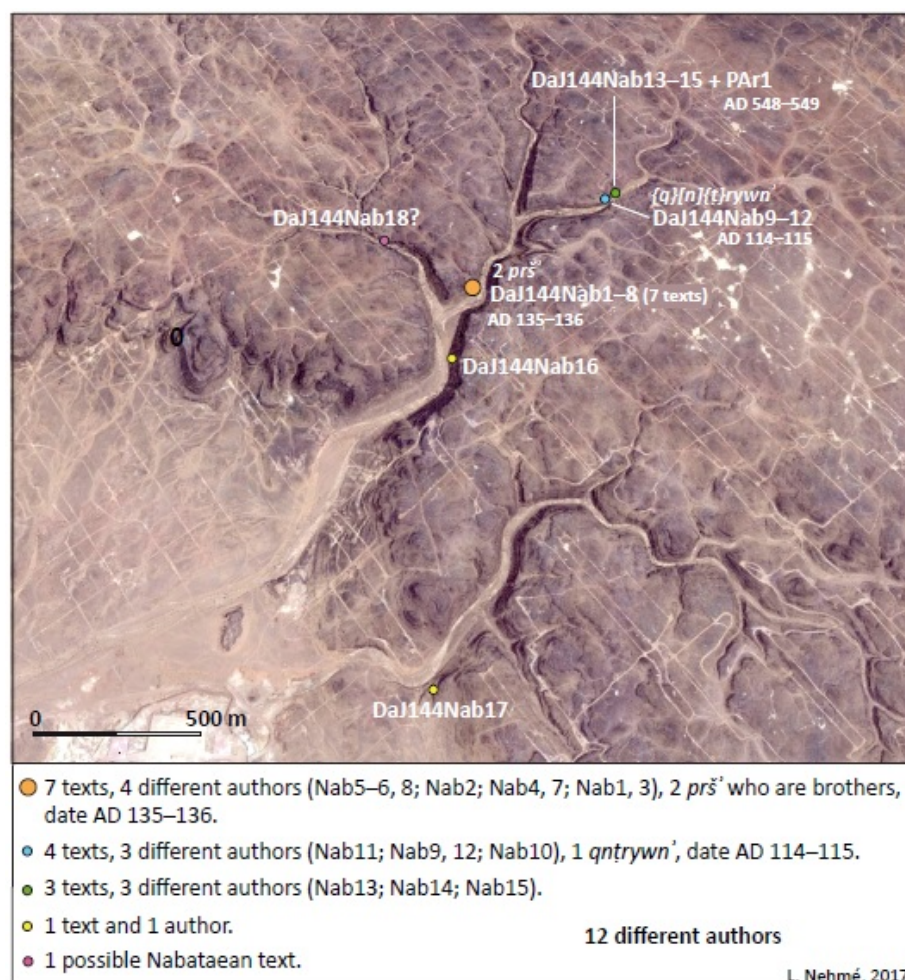 DaJ144Nab13–15 + PAr1
AD 548–549
{q}[n]{ṭ}rywnʾ
DaJ144Nab9–12
AD 114–115
DaJ144Nab18?
2 pršʾ
DaJ144Nab1–8 (7 texts)
AD 135–136
0
DaJ144Nab16
DaJ144Nab17
0 500 m
7 texts, 4 different authors (Nab5–6, 8; Nab2; Nab4, 7; Nab1, 3), 2 pršʾ who are brothers,
date AD 135–136.
4 texts, 3 different authors (Nab11; Nab9, 12; Nab10), 1 qnṭrywnʾ, date AD 114–115.
3 texts, 3 different authors (Nab13; Nab14; Nab15).
1 text and 1 author.
12 different authors
1 possible Nabataean text.
L. Nehmé, 2017